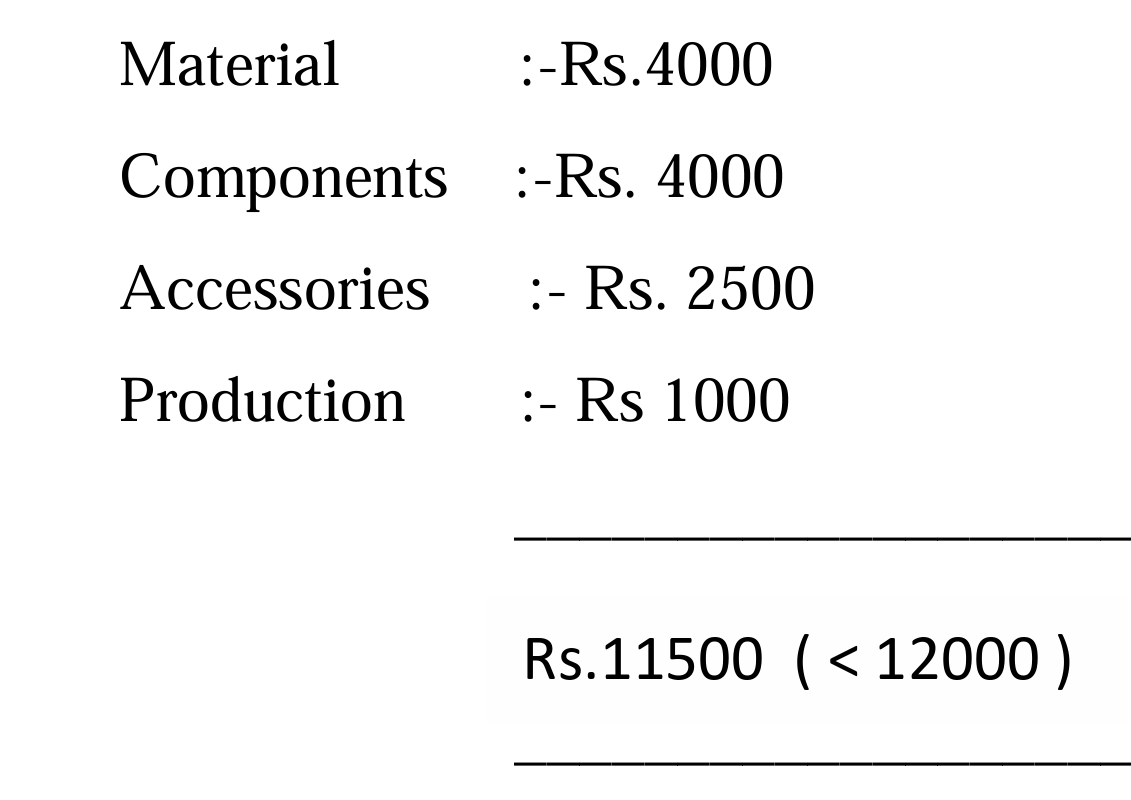 Material :-Rs.4000
Components :-Rs. 4000
Accessories :- Rs. 2500
Production :- Rs 1000
Rs.11500 ( < 12000 )